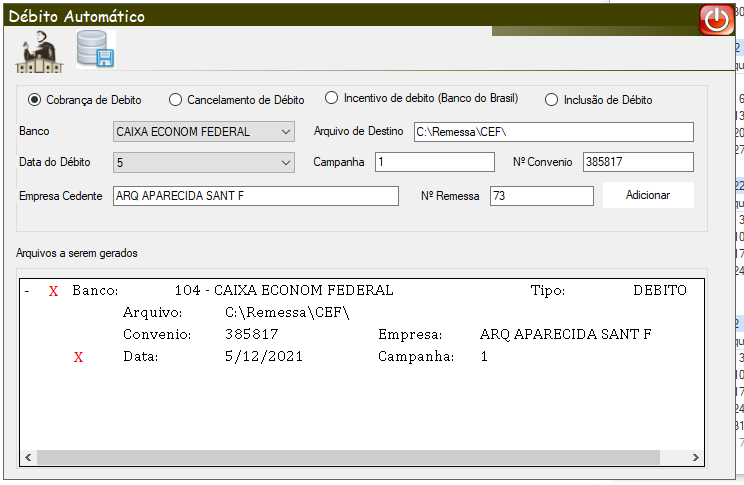 Débito Automático
Cobrança de Debito Cancelamento de Débito Incentivo de debito (Banco do Brasil) Inclusão de Débito
Banco CAIXA ECONOM FEDERAL Arquivo de Destino C:\Remessa\CEF\
Data do Débito 5 Campanha 1 Nº Convenio 385817
Empresa Cedente ARQ APARECIDA SANT F Nº Remessa 73 Adicionar
Arquivos a serem gerados
- X Banco: 104 - CAIXA ECONOM FEDERAL Tipo: DEBITO
Arquivo: C:\Remessa\CEF\
Convenio: 385817 Empresa: ARQ APARECIDA SANT F
X Data: 5/12/2021 Campanha: 1